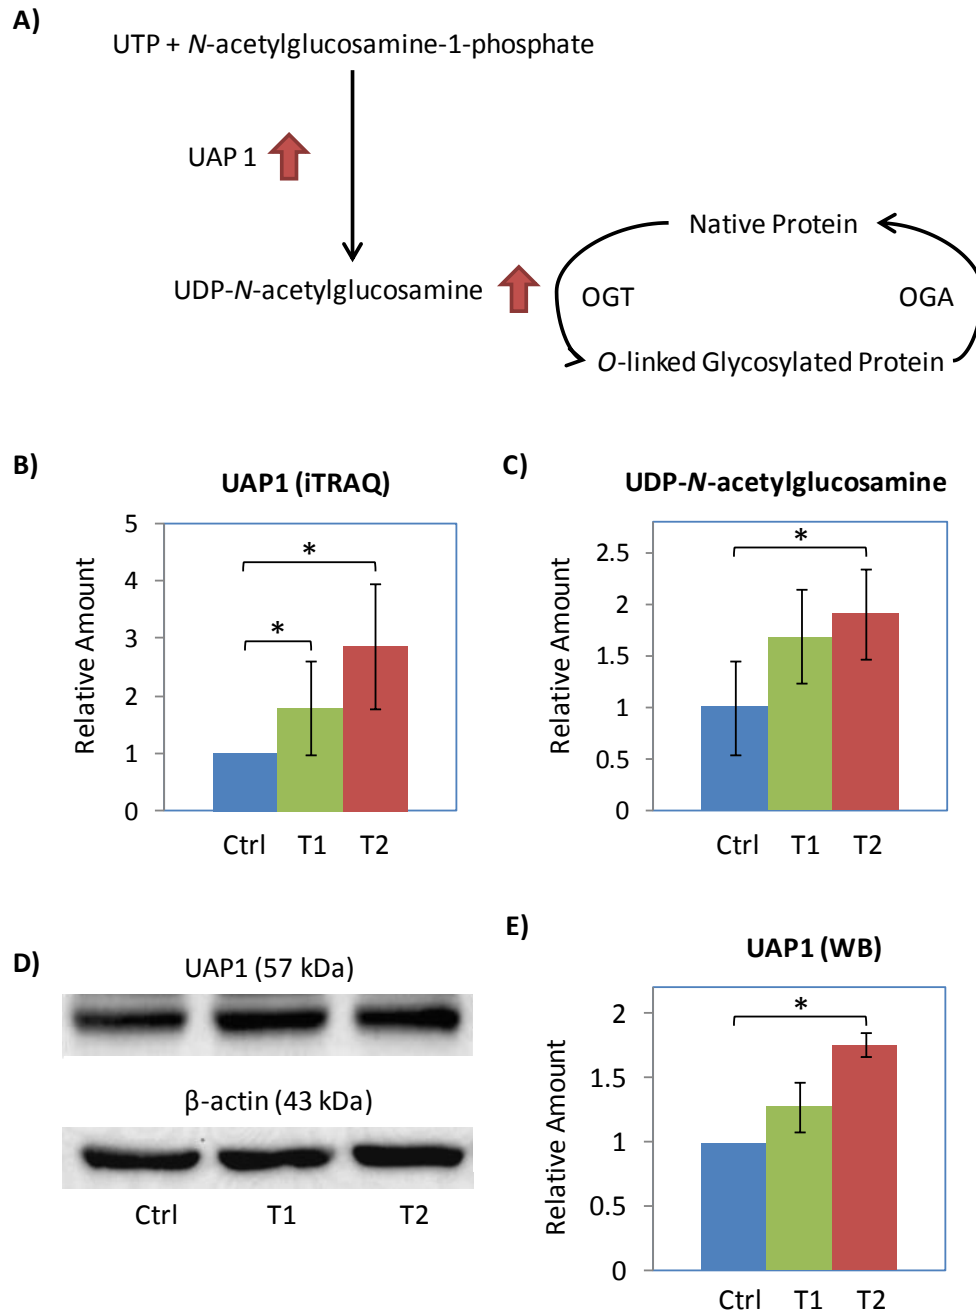 A)
UTP + N-acetylglucosamine-1-phosphate
UAP 1
UDP-N-acetylglucosamine
Native Protein
OGT
OGA
O-linked Glycosylated Protein
B)
UAP1 (iTRAQ)
Relative Amount
5
4
3
2
1
0
*
*
Ctrl T1 T2
C)
UDP-N-acetylglucosamine
Relative Amount
2.5
2
1.5
1
0.5
0
*
Ctrl T1 T2
D)
UAP1 (57 kDa)
β-actin (43 kDa)
Ctrl T1 T2
E)
UAP1 (WB)
Relative Amount
2
1.5
1
0.5
0
*
Ctrl T1 T2